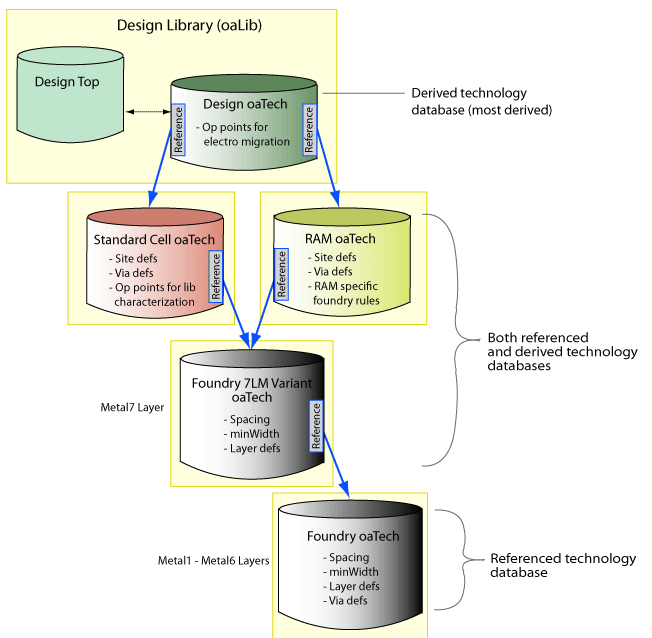 Design Library (oaLib)
Design Top
Design oaTech
- Op points for
electro migration
Reference
Reference
Derived technology
database (most derived)
Standard Cell oaTech
- Site defs
- Via defs
- Op points for lib
characterization
Reference
RAM oaTech
- Site defs
- Via defs
- RAM specific
foundry rules
Reference
Both referenced
and derived technology
databases
Foundry 7LM Variant
oaTech
- Spacing
- minWidth
- Layer defs
Reference
Metal7 Layer
Foundry oaTech
- Spacing
- minWidth
- Layer defs
- Via defs
Metal1 - Metal6 Layers
Referenced technology
database